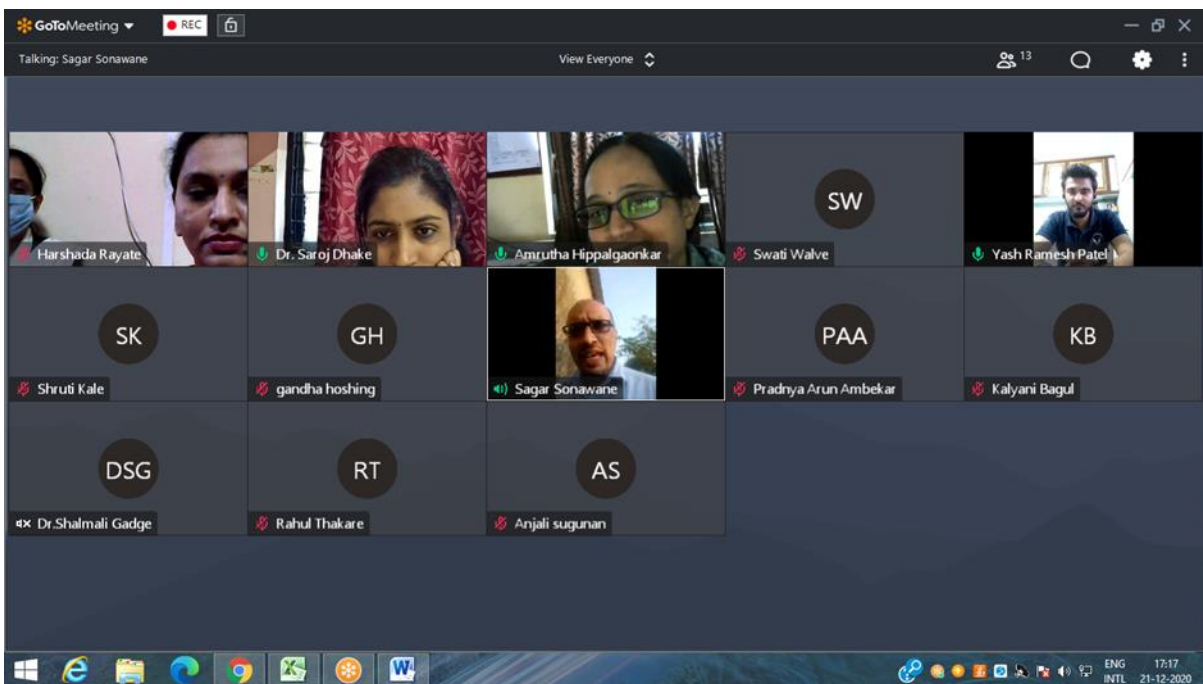 GoToMeeting
REC
Talking: Sagar Sonawane
View Everyone
13
Harshada Rayate
Dr. Saroj Dhake
Amrutha Hippalgaonkar
SW
Swati Walve
Yash Ramesh Patel
SK
Shruti Kale
GH
gandha hoshing
Sagar Sonawane
PAA
Pradnya Arun Ambekar
KB
Kalyani Bagul
DSG
Dr.Shalmali Gadge
RT
Rahul Thakare
AS
Anjali sugunan
ENG
INTL
17:17
21-12-2020